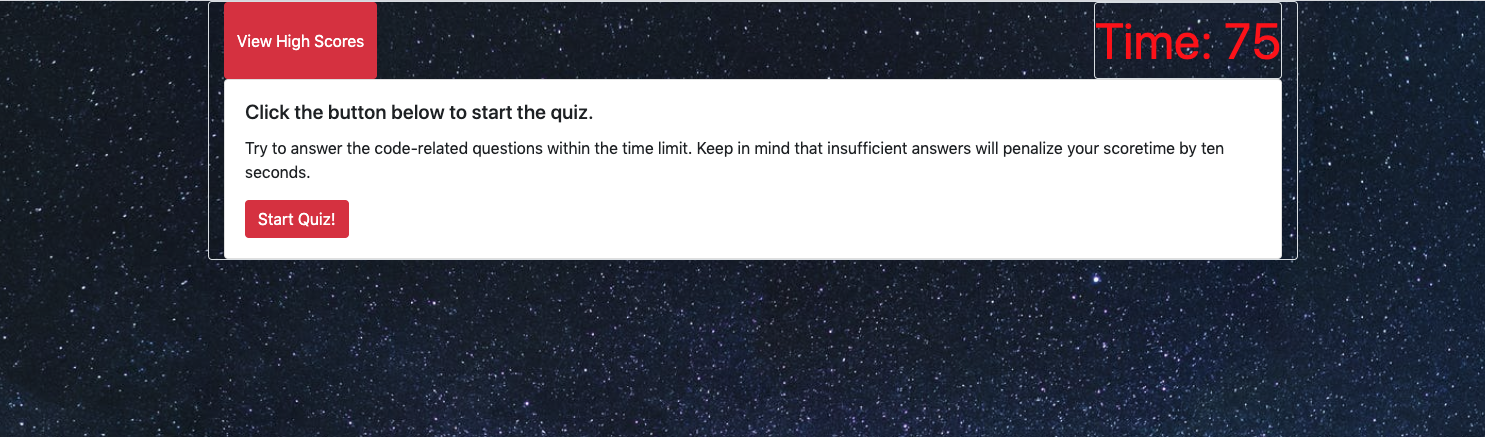 View High Scores
Time: 75
Click the button below to start the quiz.
Try to answer the code-related questions within the time limit. Keep in mind that insufficient answers will penalize your scoretime by ten
seconds.
Start Quiz!